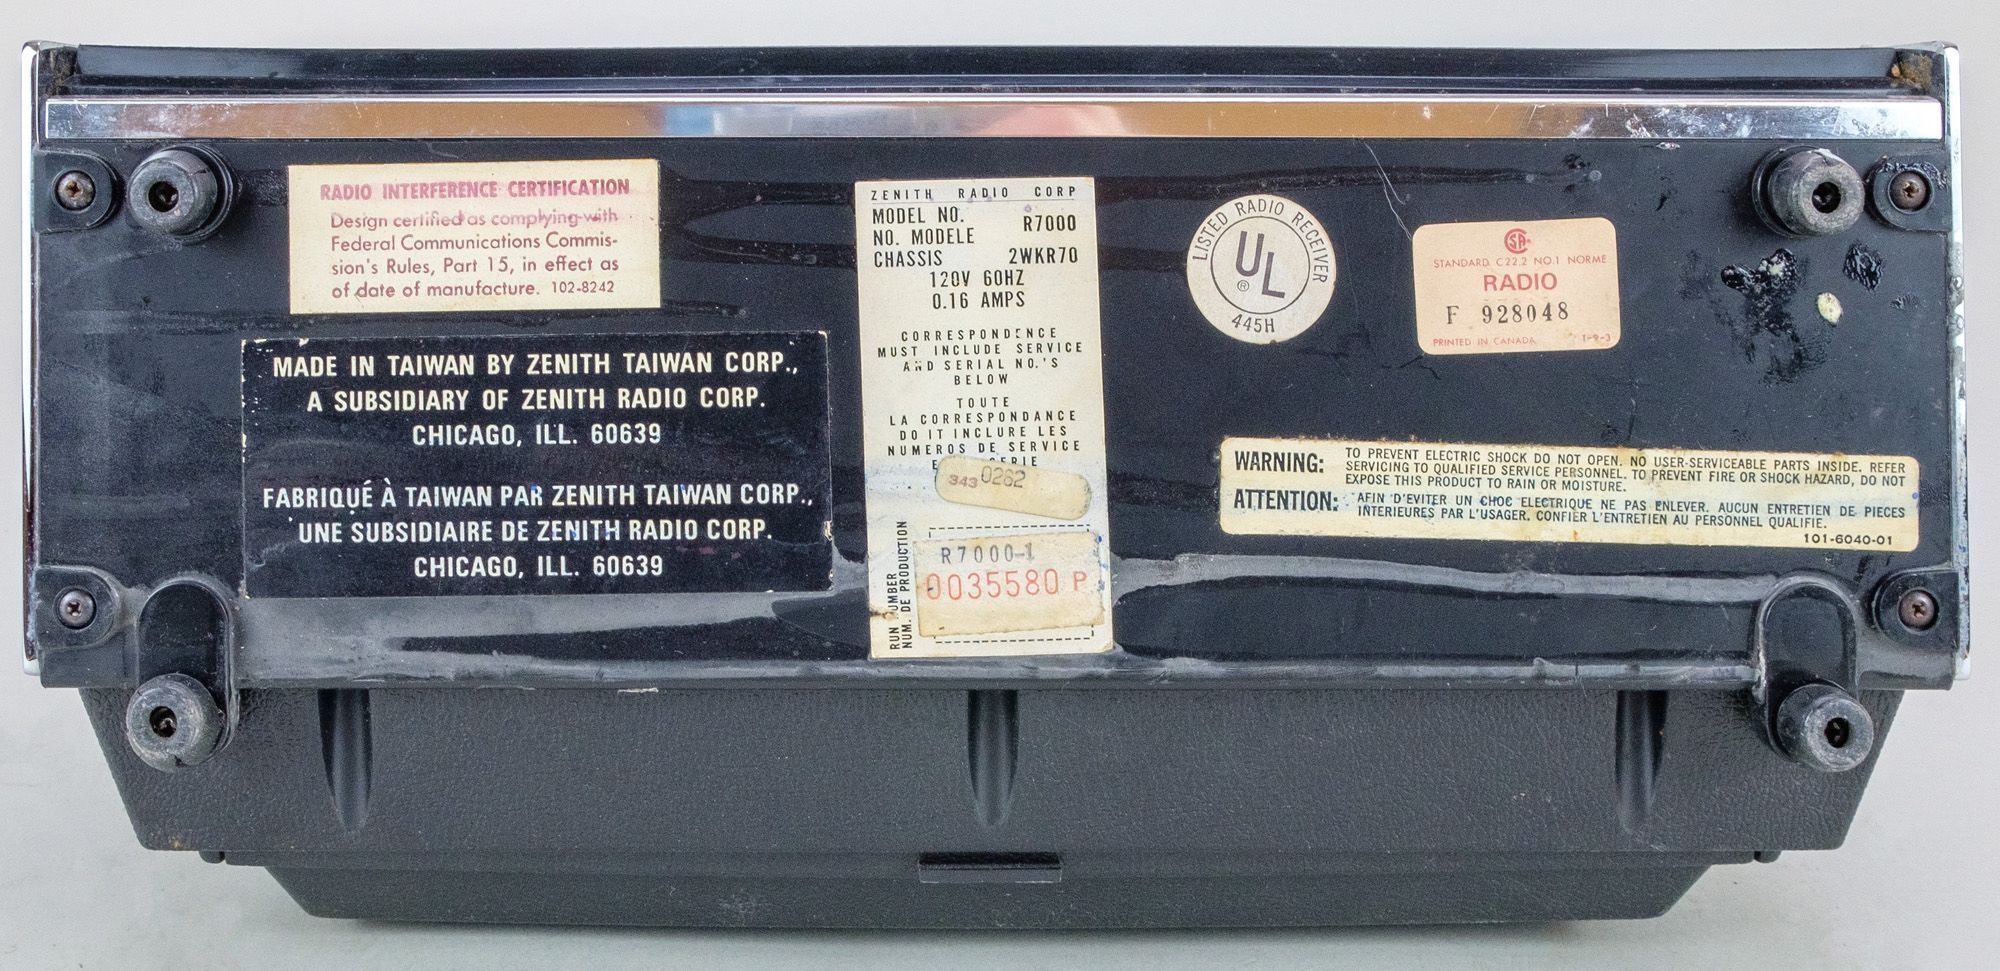 RADIO INTERFERENCE CERTIFICATION
Design certified as complying with
Federal Communications Commis-
sion's Rules, Part 15, in effect as
of date of manufacture. 102-8242
MADE IN TAIWAN BY ZENITH TAIWAN CORP.,
A SUBSIDIARY OF ZENITH RADIO CORP.
CHICAGO, ILL. 60639
FABRIQUÉ À TAIWAN PAR ZENITH TAIWAN CORP.,
UNE SUBSIDIAIRE DE ZENITH RADIO CORP.
CHICAGO, ILL. 60639
ZENITH RADIO CORP
MODEL NO.
NO. MODELE R7000
CHASSIS 2WKR70
120V 60HZ
0.16 AMPS
CORRESPONDENCE
MUST INCLUDE SERVICE
AND SERIAL NO.'S
BELOW
TOUTE
LA CORRESPONDANCE
DOIT INCLURE LES
NUMEROS DE SERVICE
343 0262
RUN NUMBER
NUM. DE PRODUCTION
R7000-1
0035580 P
LISTED RADIO RECEIVER
UL
®
445H
CSA
STANDARD C22.2 NO.1 NORME
RADIO
F 928048
PRINTED IN CANADA 1-9-3
WARNING: TO PREVENT ELECTRIC SHOCK DO NOT OPEN. NO USER-SERVICEABLE PARTS INSIDE. REFER
SERVICING TO QUALIFIED SERVICE PERSONNEL. TO PREVENT FIRE OR SHOCK HAZARD, DO NOT
EXPOSE THIS PRODUCT TO RAIN OR MOISTURE.
ATTENTION: AFIN D'EVITER UN CHOC ELECTRIQUE NE PAS ENLEVER. AUCUN ENTRETIEN DE PIECES
INTERIEURES PAR L'USAGER. CONFIER L'ENTRETIEN AU PERSONNEL QUALIFIE.
101-6040-01